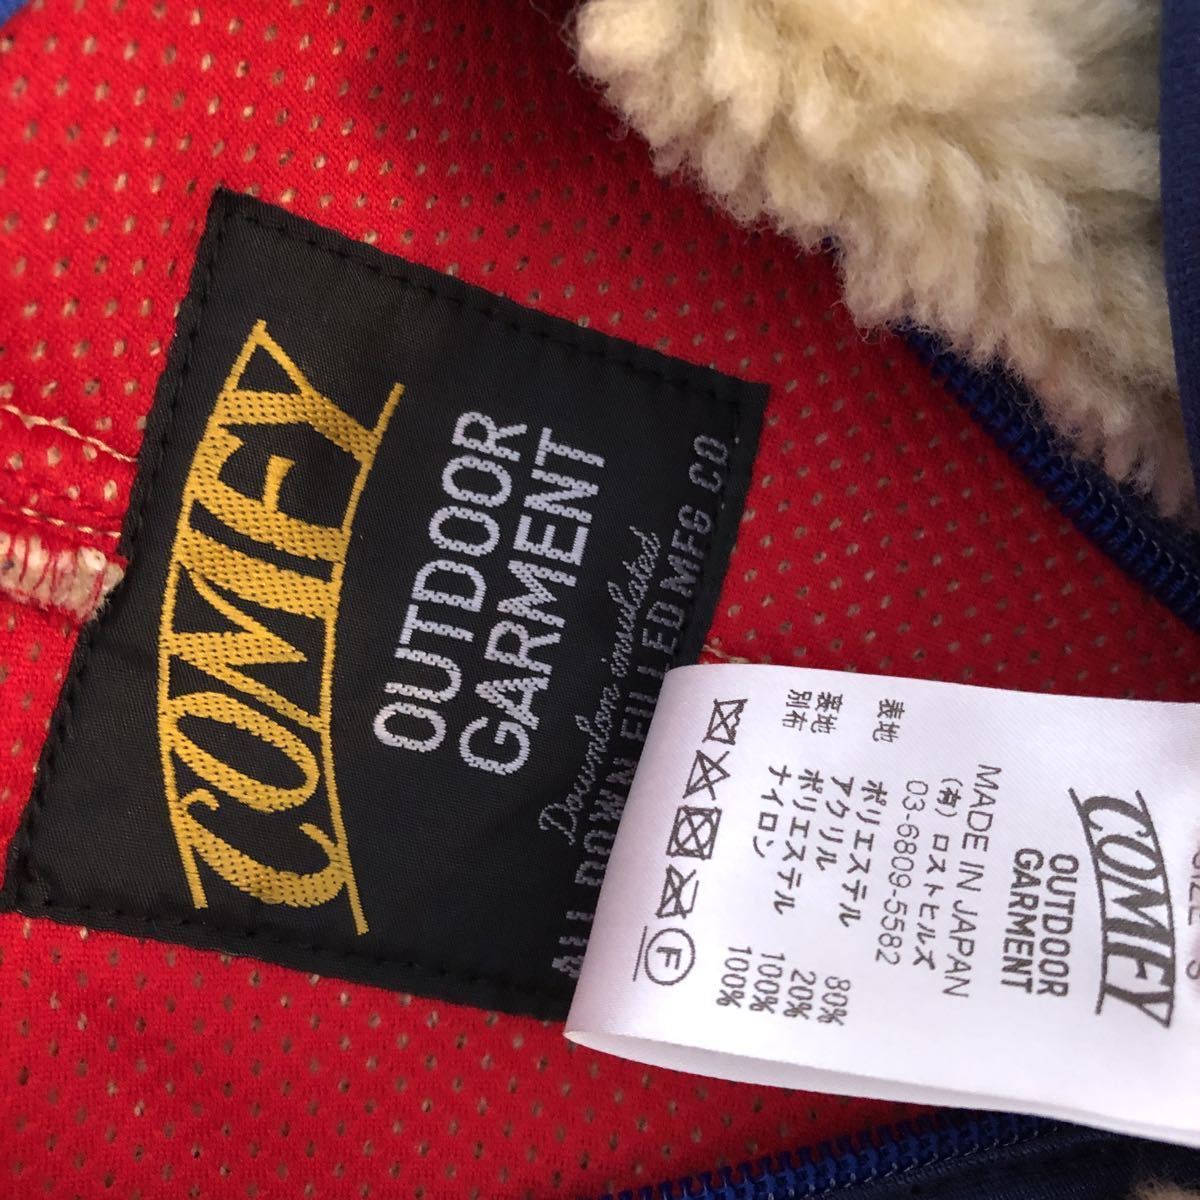 COMFY
OUTDOOR
GARMENT
Downlam insulated
DOWN FILLED MFG.CO
COMFY
OUTDOOR
GARMENT
MADE IN JAPAN
(有)ロストヒルズ
03-6809-5582
表地 ポリエステル 80%
アクリル 20%
裏地 ポリエステル 100%
別布 ナイロン 100%
F